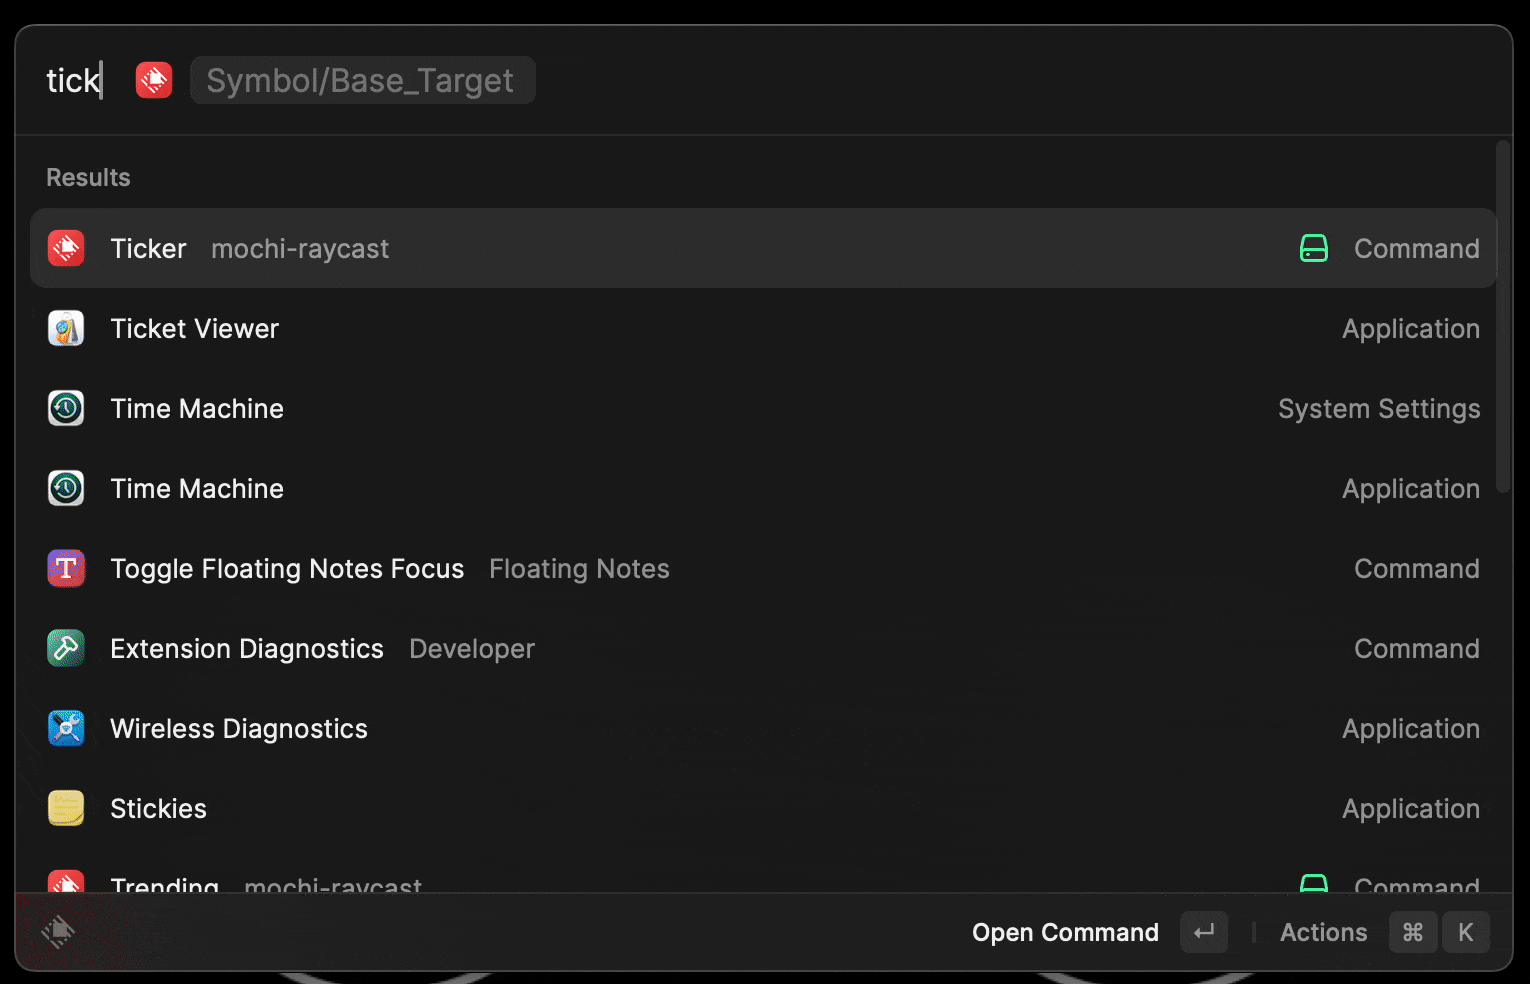 tick Symbol/Base_Target
Results
Ticker mochi-raycast Command
Ticket Viewer Application
Time Machine System Settings
Time Machine Application
Toggle Floating Notes Focus Floating Notes Command
Extension Diagnostics Developer Command
Wireless Diagnostics Application
Stickies Application
Trending mochi-raycast Command
Open Command ↵ Actions ⌘ K